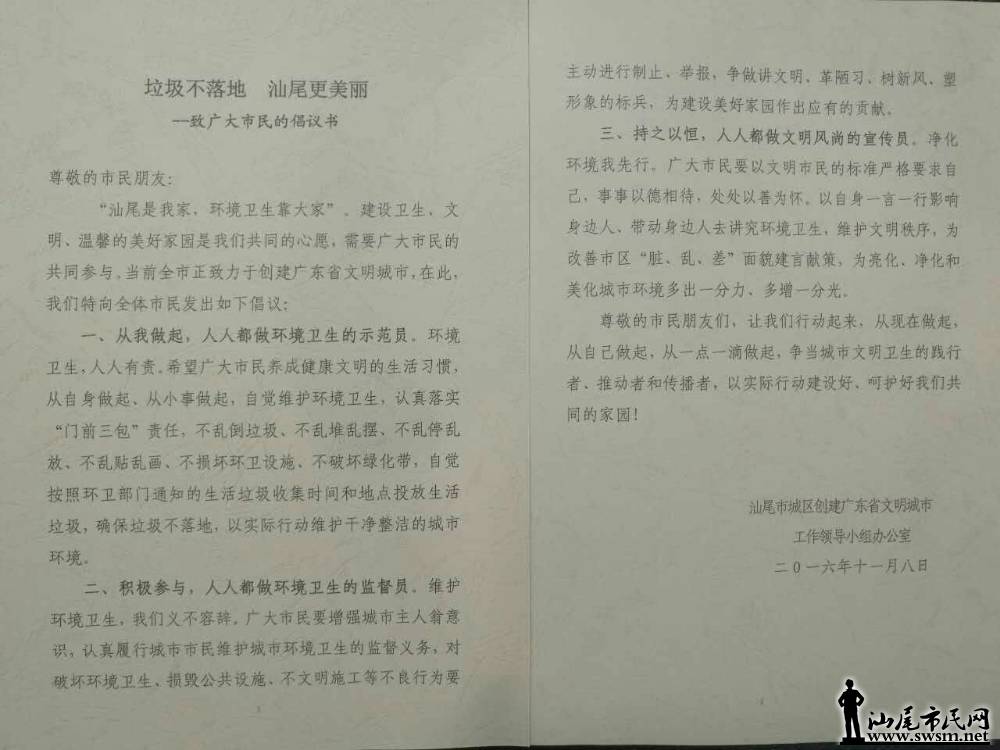 垃圾不落地　汕尾更美丽
—致广大市民的倡议书
尊敬的市民朋友：
“汕尾是我家，环境卫生靠大家”。建设卫生、文
明、温馨的美好家园是我们共同的心愿，需要广大市民的
共同参与。当前全市正致力于创建广东省文明城市，在此，
我们特向全体市民发出如下倡议：
一、从我做起，人人都做环境卫生的示范员。环境
卫生，人人有责。希望广大市民养成健康文明的生活习惯，
从自身做起、从小事做起，自觉维护环境卫生，认真落实
“门前三包”责任，不乱倒垃圾、不乱堆乱摆、不乱停乱
放、不乱贴乱画、不损坏环卫设施、不破坏绿化带，自觉
按照环卫部门通知的生活垃圾收集时间和地点投放生活
垃圾，确保垃圾不落地，以实际行动维护干净整洁的城市
环境。
二、积极参与，人人都做环境卫生的监督员。维护
环境卫生，我们义不容辞。广大市民要增强城市主人翁意
识，认真履行城市市民维护城市环境卫生的监督义务，对
破坏环境卫生、损毁公共设施、不文明施工等不良行为要
1
主动进行制止、举报，争做讲文明、革陋习、树新风、塑
形象的标兵，为建设美好家园作出应有的贡献。
三、持之以恒，人人都做文明风尚的宣传员。净化
环境我先行。广大市民要以文明市民的标准严格要求自
己，事事以德相待，处处以善为怀。以自身一言一行影响
身边人、带动身边人去讲究环境卫生，维护文明秩序，为
改善市区“脏、乱、差”面貌建言献策，为亮化、净化和
美化城市环境多出一分力、多增一分光。
尊敬的市民朋友们，让我们行动起来，从现在做起，
从自己做起，从一点一滴做起，争当城市文明卫生的践行
者、推动者和传播者，以实际行动建设好、呵护好我们共
同的家园！
汕尾市城区创建广东省文明城市
工作领导小组办公室
二〇一六年十一月八日
汕尾市民网
www.swsm.net